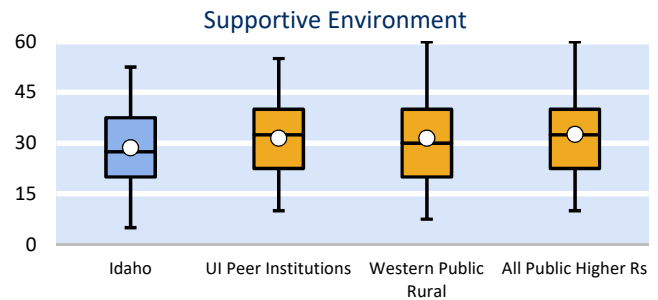 Supportive Environment
60
45
30
15
0
Idaho
UI Peer Institutions
Western Public
Rural
All Public Higher Rs